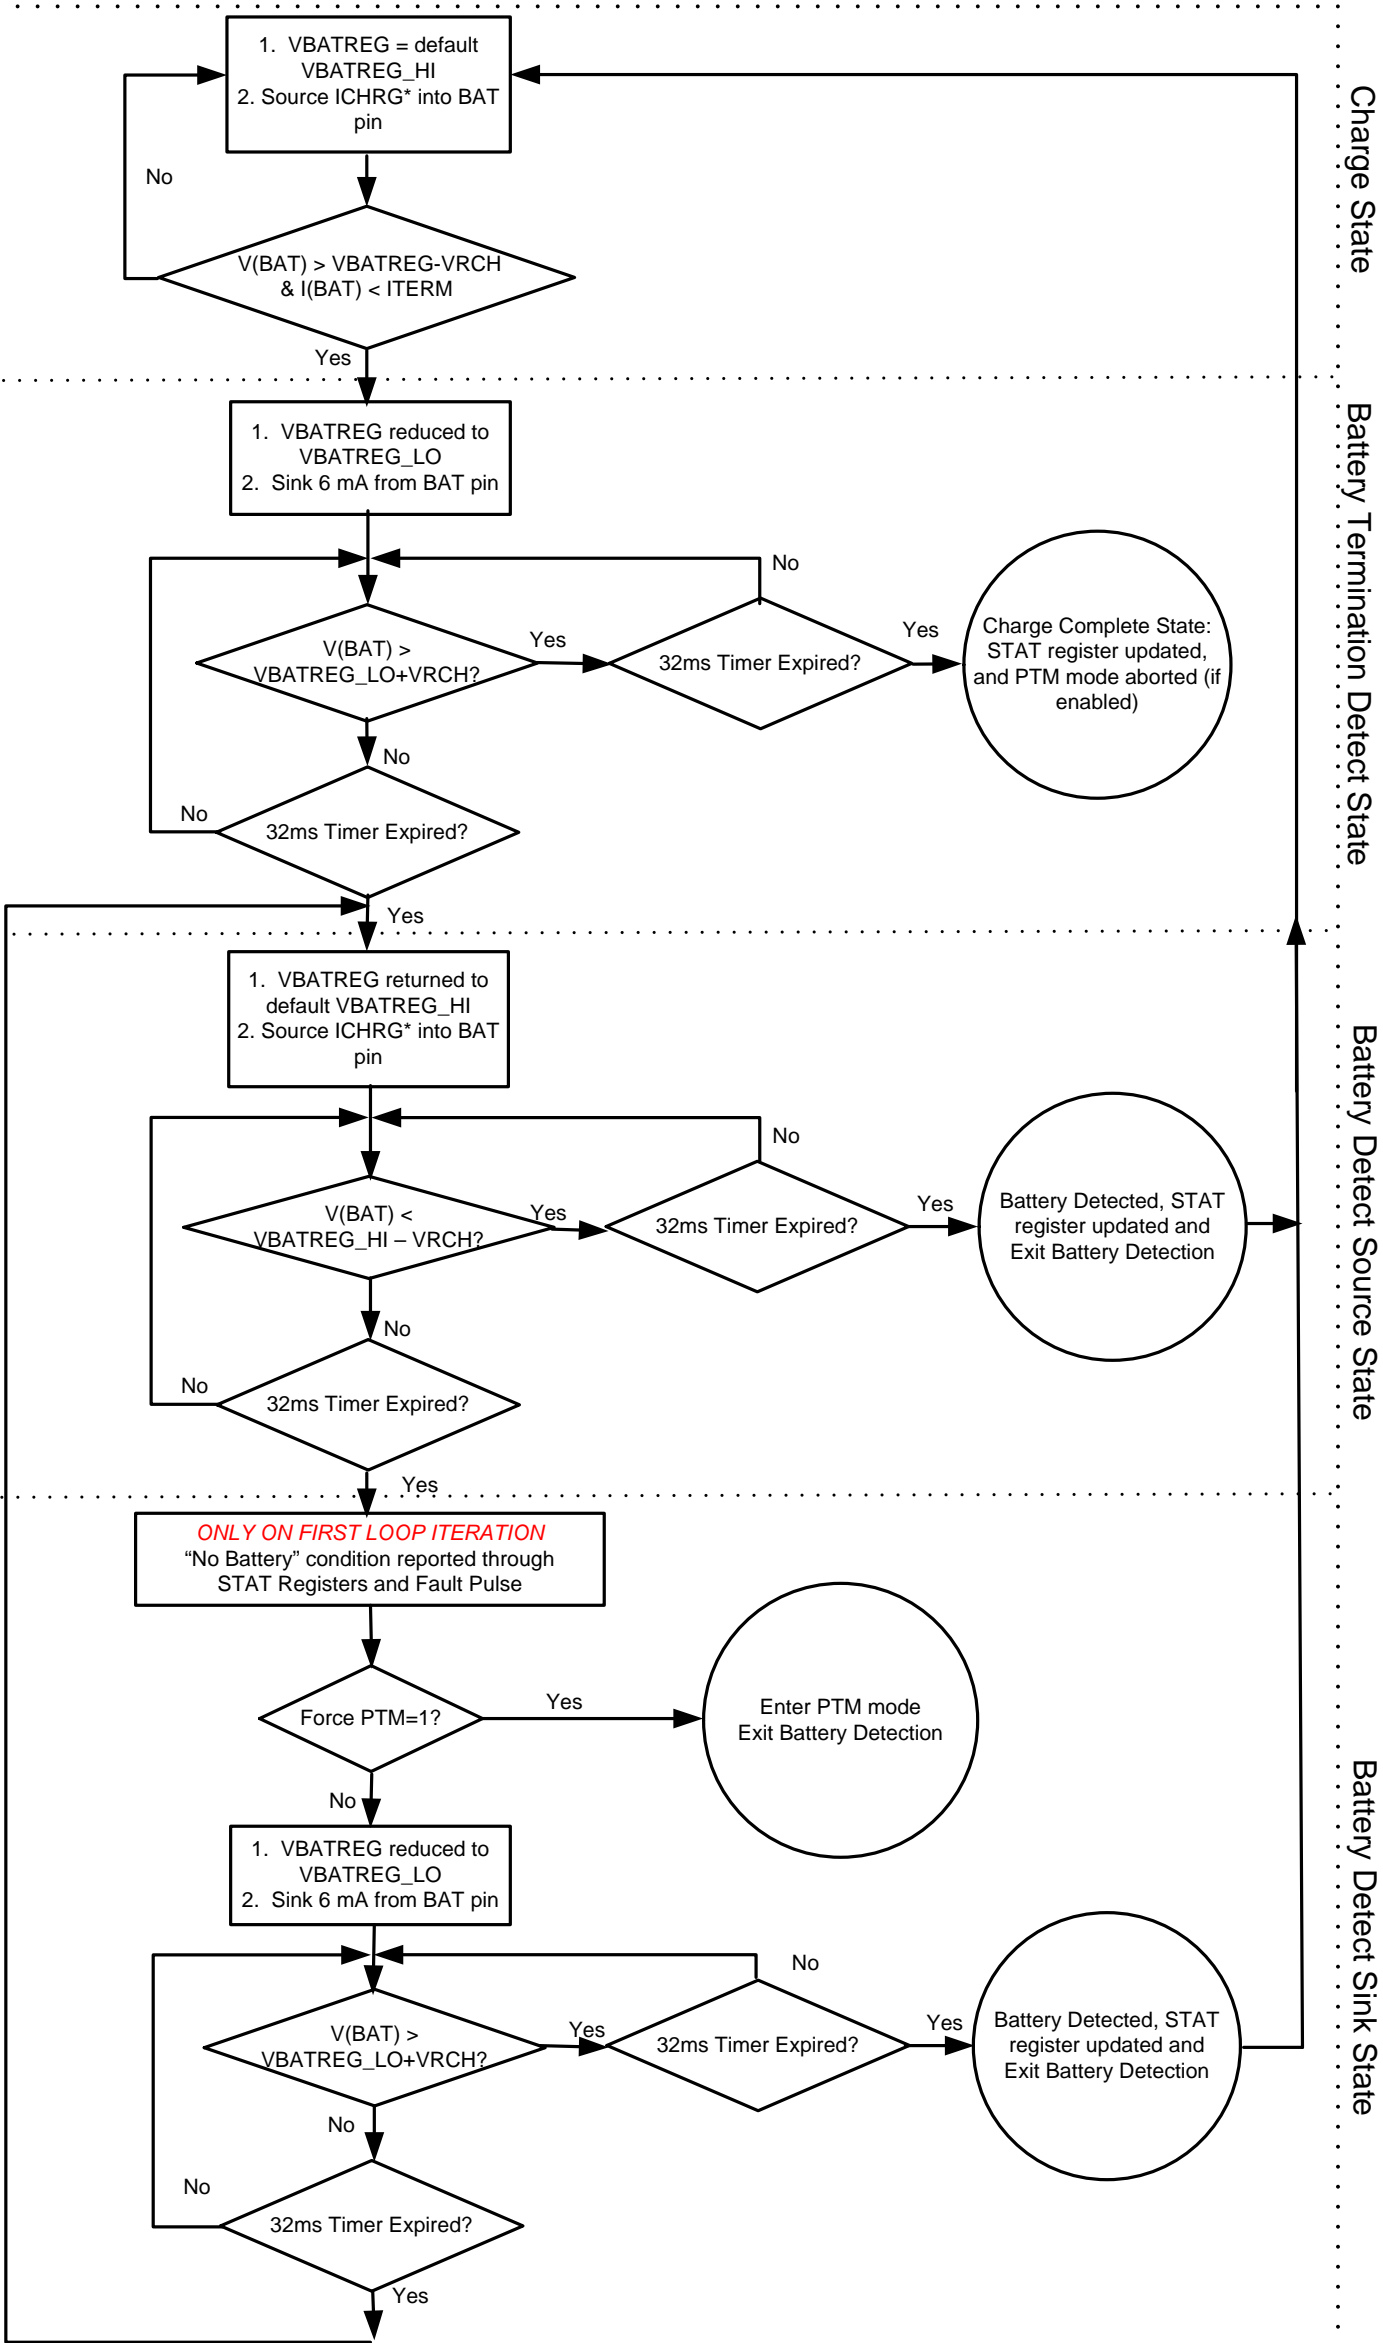 1. VBATREG = default
VBATREG_HI
2. Source ICHRG* into BAT
pin
No
V(BAT) > VBATREG-VRCH
& I(BAT) < ITERM
Yes
Charge State
1. VBATREG reduced to
VBATREG_LO
2. Sink 6 mA from BAT pin
No
V(BAT) >
VBATREG_LO+VRCH?
Yes
32ms Timer Expired?
Yes
Charge Complete State:
STAT register updated,
and PTM mode aborted (if
enabled)
No
No
32ms Timer Expired?
Yes
Battery Termination Detect State
1. VBATREG returned to
default VBATREG_HI
2. Source ICHRG* into BAT
pin
No
V(BAT) <
VBATREG_HI – VRCH?
Yes
32ms Timer Expired?
Yes
Battery Detected, STAT
register updated and
Exit Battery Detection
No
No
32ms Timer Expired?
Yes
Battery Detect Source State
ONLY ON FIRST LOOP ITERATION
“No Battery” condition reported through
STAT Registers and Fault Pulse
Force PTM=1?
Yes
Enter PTM mode
Exit Battery Detection
No
1. VBATREG reduced to
VBATREG_LO
2. Sink 6 mA from BAT pin
No
V(BAT) >
VBATREG_LO+VRCH?
Yes
32ms Timer Expired?
Yes
Battery Detected, STAT
register updated and
Exit Battery Detection
No
No
32ms Timer Expired?
Yes
Battery Detect Sink State